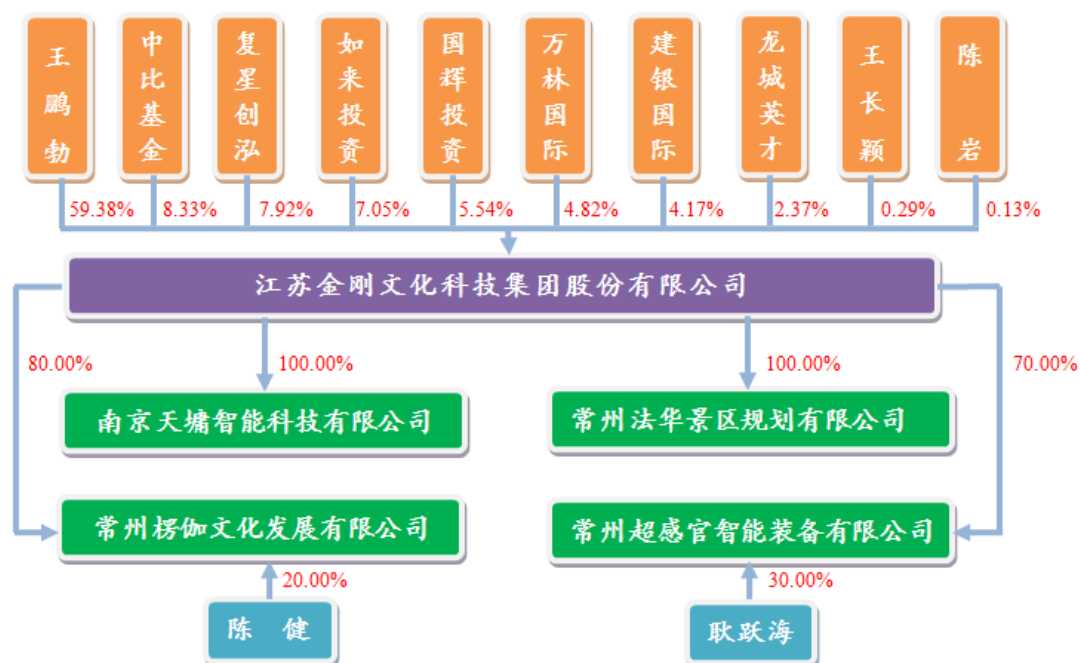 王鹏勃
中比基金
复星创泓
如来投资
国辉投资
万林国际
建银国际
龙城英才
王长颖
陈岩
59.38%
8.33%
7.92%
7.05%
5.54%
4.82%
4.17%
2.37%
0.29%
0.13%
江苏金刚文化科技集团股份有限公司
80.00%
100.00%
100.00%
70.00%
南京天墉智能科技有限公司
常州法华景区规划有限公司
常州楞伽文化发展有限公司
常州超感官智能装备有限公司
20.00%
30.00%
陈 健
耿跃海